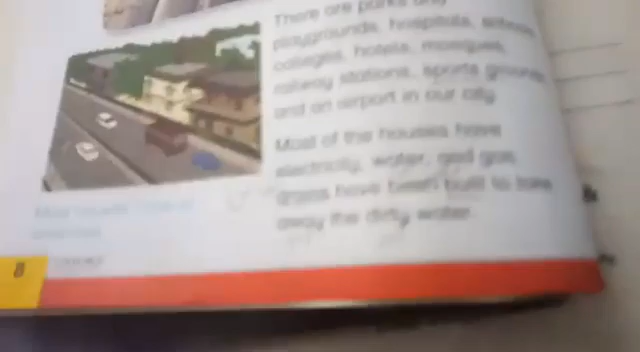 There are parks and
playgrounds, hospitals,
colleges, hotels, mosques,
railway stations, sports grounds
and an airport in our city.
Most of the houses have
electricity, water, and gas.
drains have been built to take
away the dirty water.
8